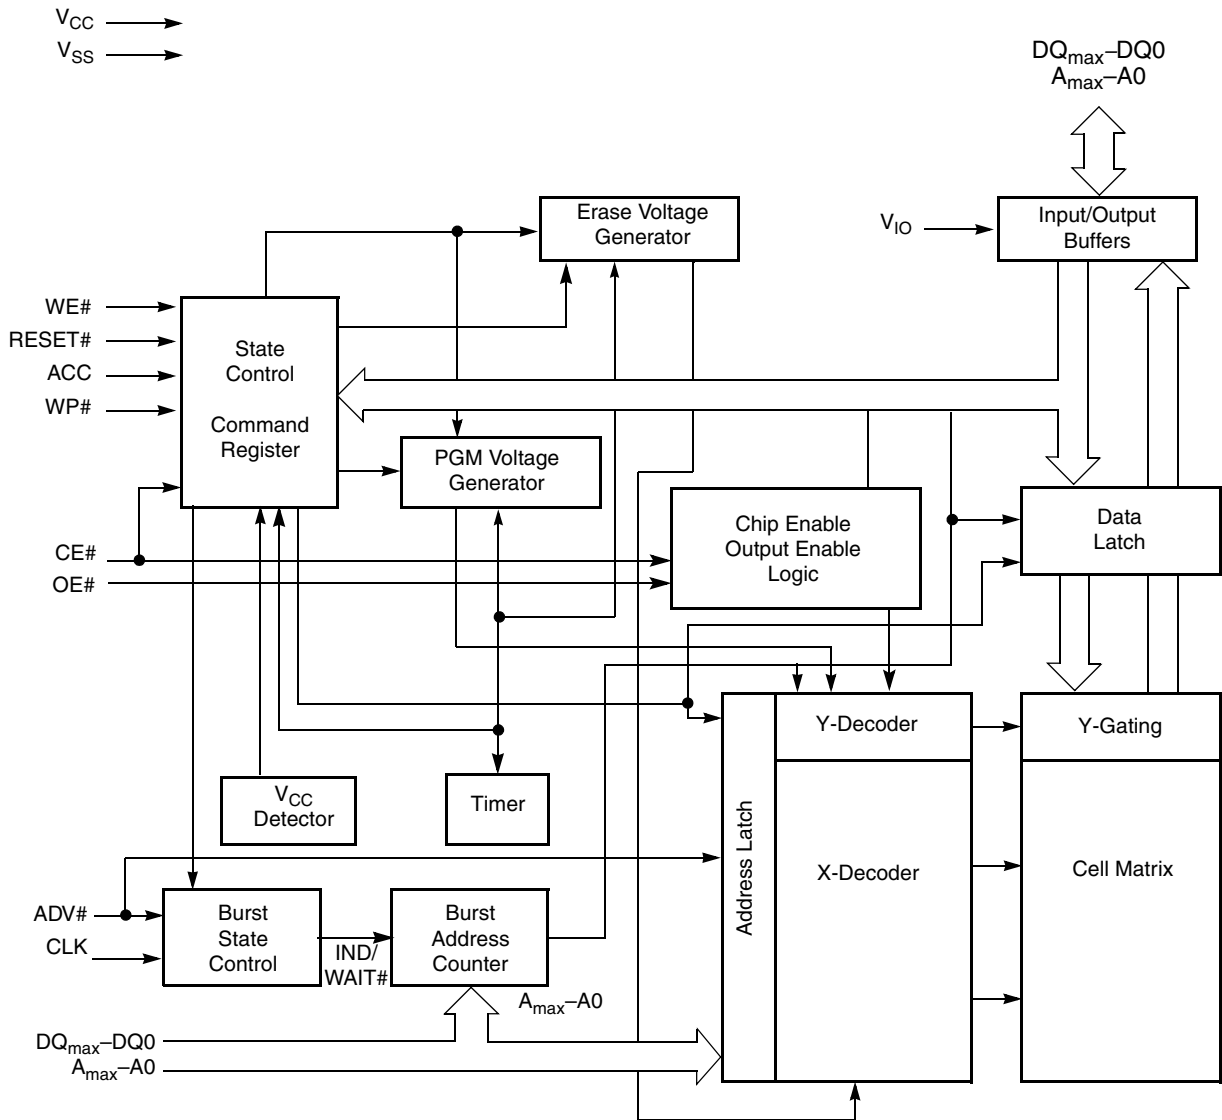 VCC
VSS
DQmax–DQ0
Amax–A0
Erase Voltage
Generator
VIO
Input/Output
Buffers
WE#
RESET#
ACC
WP#
State
Control
Command
Register
PGM Voltage
Generator
CE#
OE#
Chip Enable
Output Enable
Logic
Data
Latch
Y-Decoder
Y-Gating
VCC
Detector
Timer
Address Latch
X-Decoder
Cell Matrix
ADV#
CLK
Burst
State
Control
IND/
WAIT#
Burst
Address
Counter
Amax–A0
DQmax–DQ0
Amax–A0